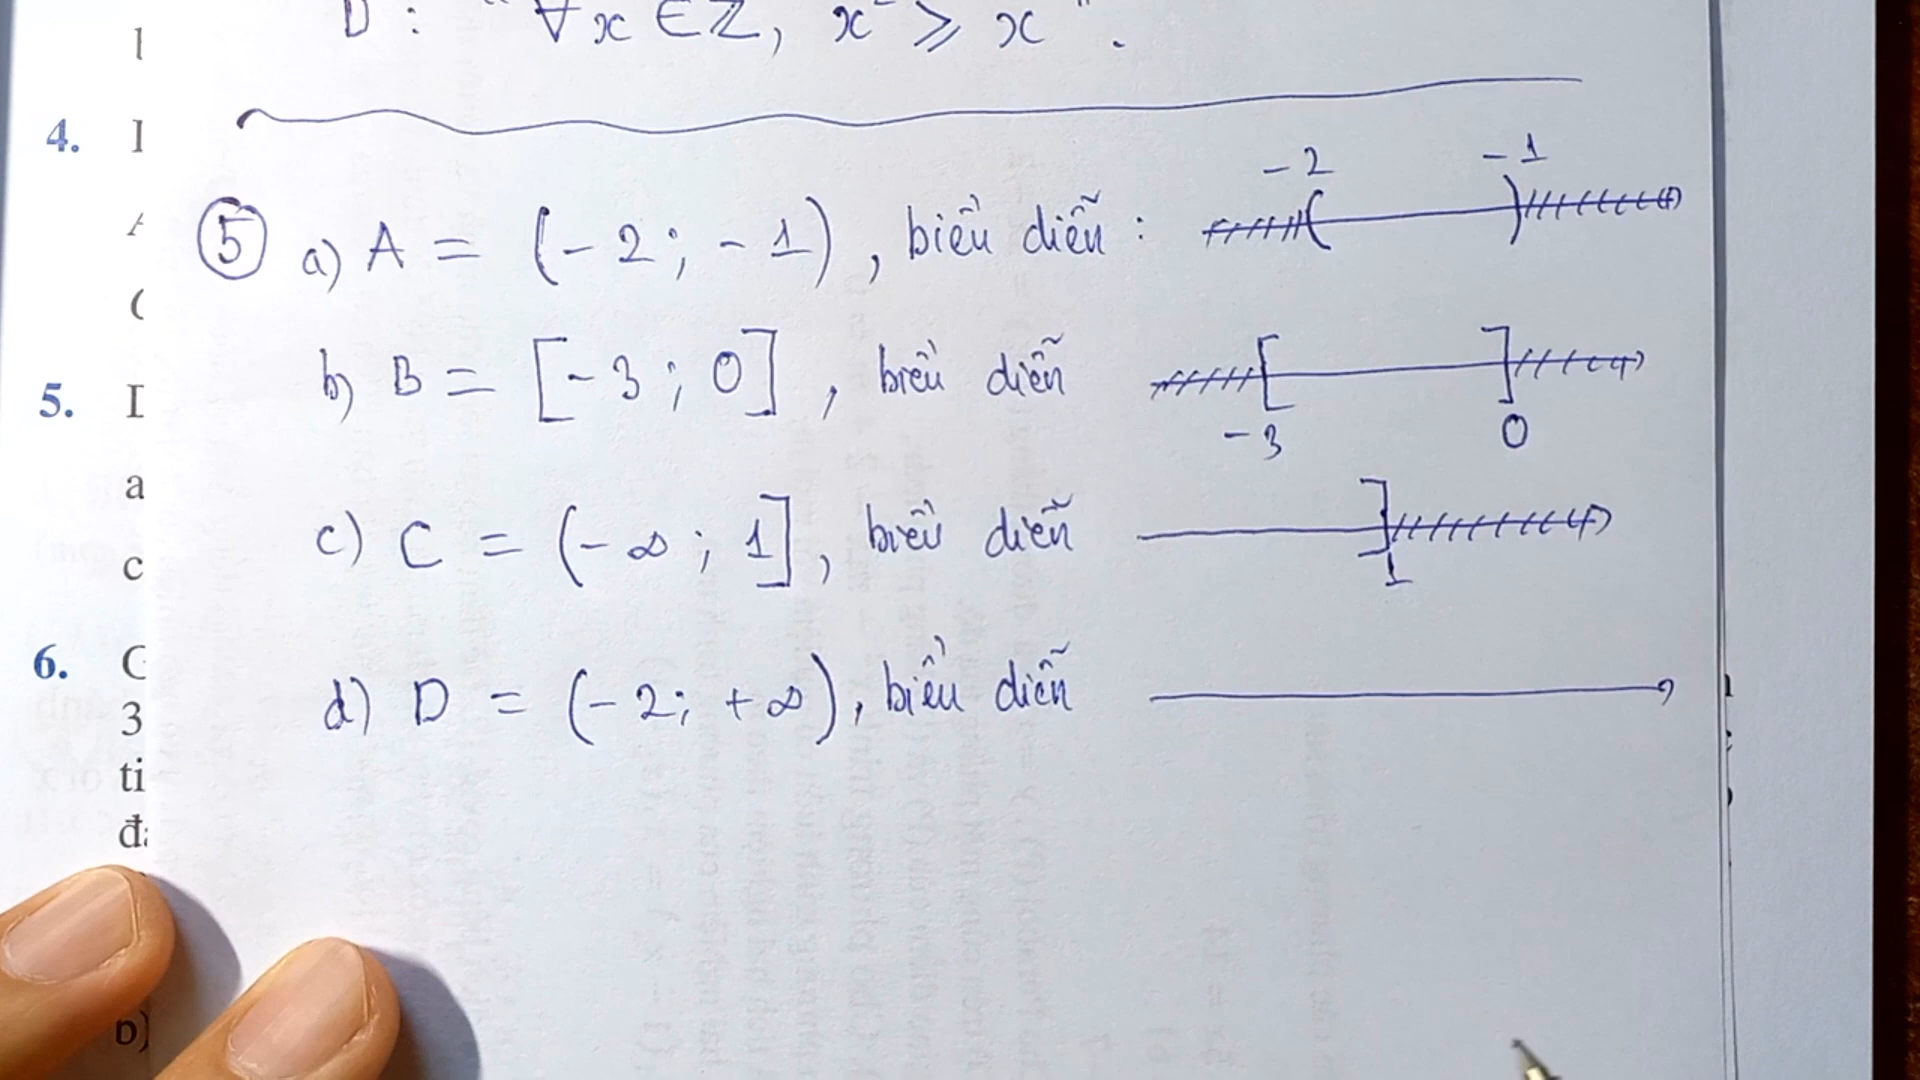 D : " ∀x ∈ Z, x² ⩾ x " .
4. I
-2 -1
⑤ a) A = (-2; -1), biểu diễn :
b) B = [-3; 0], biểu diễn
-3 0
5. I
c) C = (-∞; 1], biểu diễn
1
a
c
6. C
d) D = (-2; +∞), biểu diễn
3
ti
b)